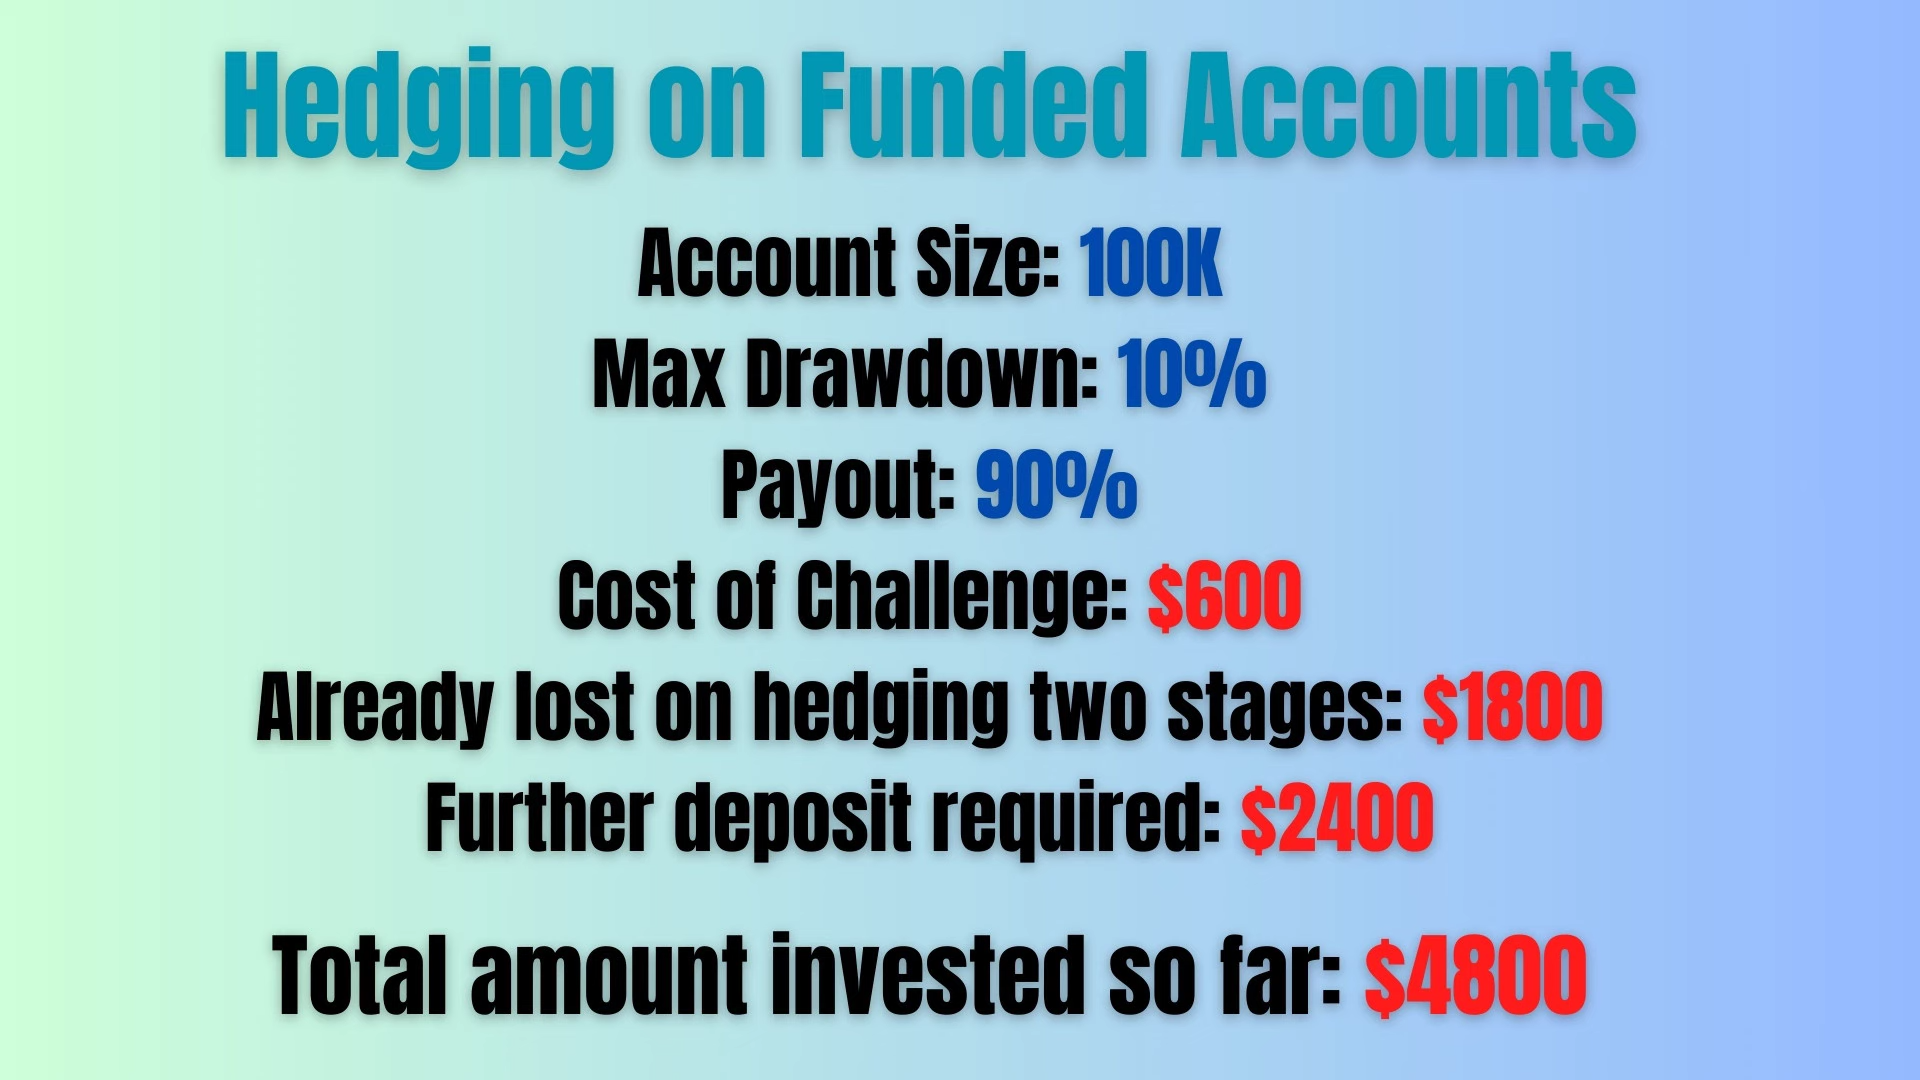 Hedging on Funded Accounts
Account Size: 100K
Max Drawdown: 10%
Payout: 90%
Cost of Challenge: $600
Already lost on hedging two stages: $1800
Further deposit required: $2400
Total amount invested so far: $4800